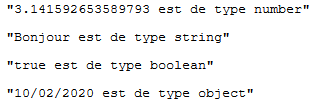 "3.141592653589793 est de type number"
"Bonjour est de type string"
"true est de type boolean"
"10/02/2020 est de type object"